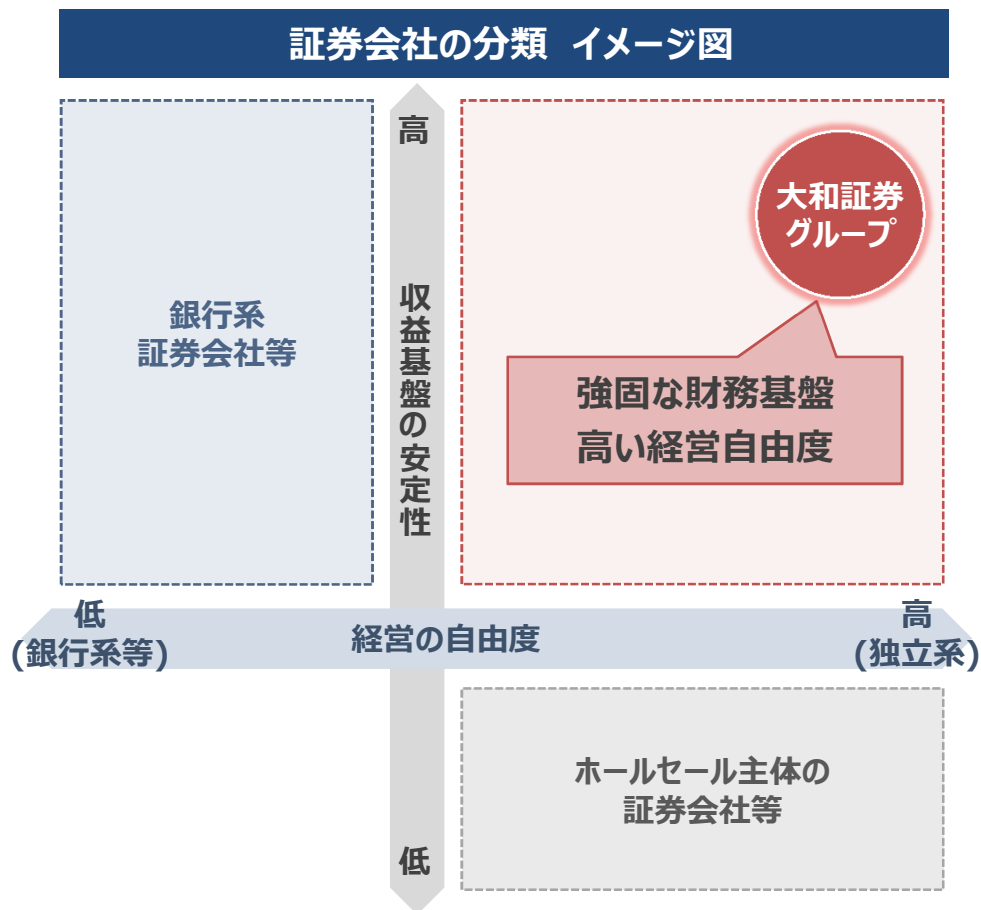 証券会社の分類 イメージ図
高
大和証券
グループ
銀行系
証券会社等
収益基盤の安定性
強固な財務基盤
高い経営自由度
低
(銀行系等)
経営の自由度
高
(独立系)
ホールセール主体の
証券会社等
低